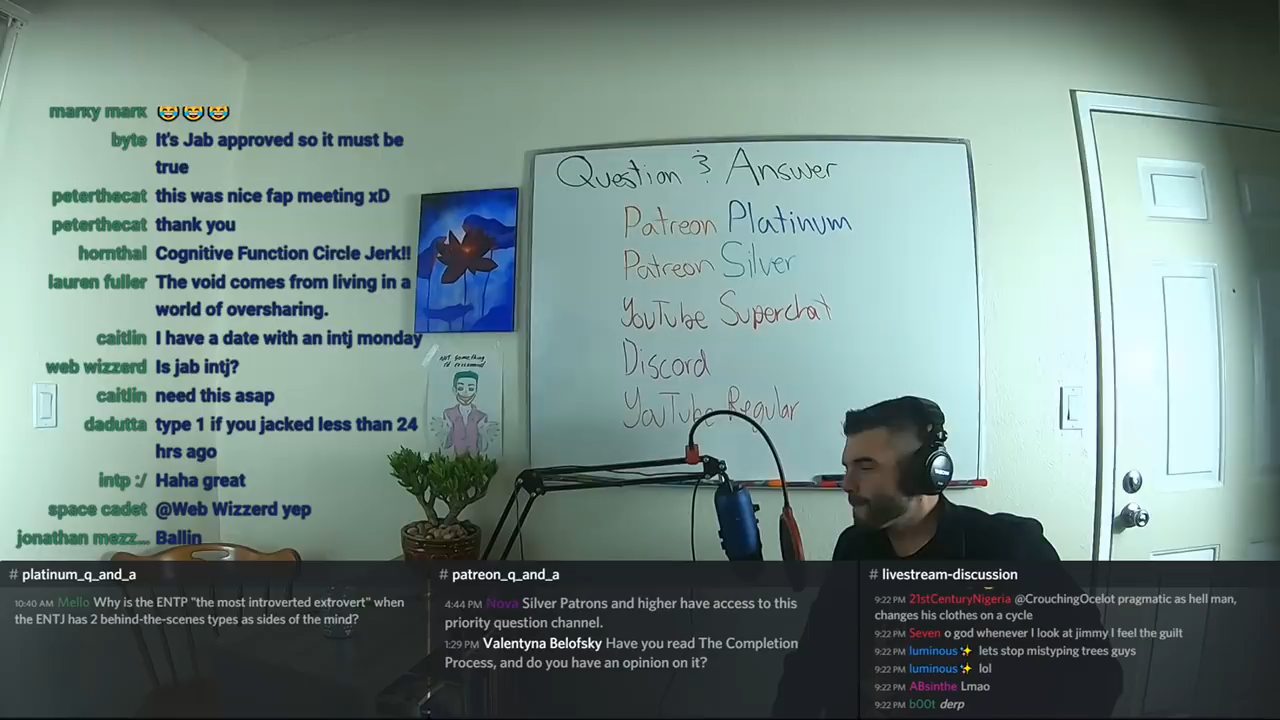 marky mark 😂😂😂
byte It's Jab approved so it must be
true
peterthecat this was nice fap meeting xD
peterthecat thank you
hornthal Cognitive Function Circle Jerk!!
lauren fuller The void comes from living in a
world of oversharing.
caitlin I have a date with an intj monday
web wizzerd Is jab intj?
caitlin need this asap
dadutta type 1 if you jacked less than 24
hrs ago
intp :/ Haha great
space cadet @Web Wizzerd yep
jonathan mezz... Ballin
NOT Something
I'd recommend
Question & Answer
Patreon Platinum
Patreon Silver
YouTube Superchat
Discord
YouTube Regular
# platinum_q_and_a
10:40 AM Mello Why is the ENTP "the most introverted extrovert" when
the ENTJ has 2 behind-the-scenes types as sides of the mind?
# patreon_q_and_a
4:44 PM Nova Silver Patrons and higher have access to this
priority question channel.
1:29 PM Valentyna Belofsky Have you read The Completion
Process, and do you have an opinion on it?
# livestream-discussion
9:22 PM 21stCenturyNigeria @CrouchingOcelot pragmatic as hell man,
changes his clothes on a cycle
9:22 PM Seven o god whenever I look at jimmy I feel the guilt
9:22 PM luminous✨ lets stop mistyping trees guys
9:22 PM luminous✨ lol
9:22 PM ABsinthe Lmao
9:22 PM b00t derp